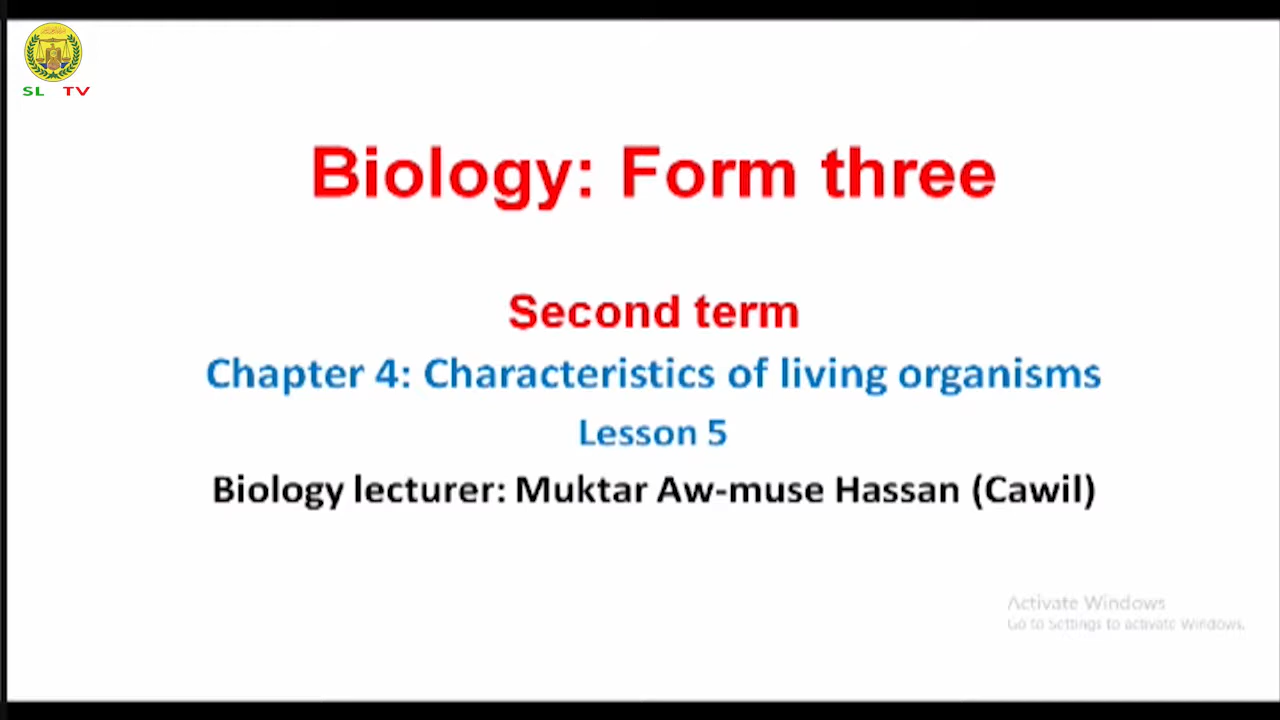 SL TV
Biology: Form three
Second term
Chapter 4: Characteristics of living organisms
Lesson 5
Biology lecturer: Muktar Aw-muse Hassan (Cawil)
Activate Windows
Go to Settings to activate Windows.